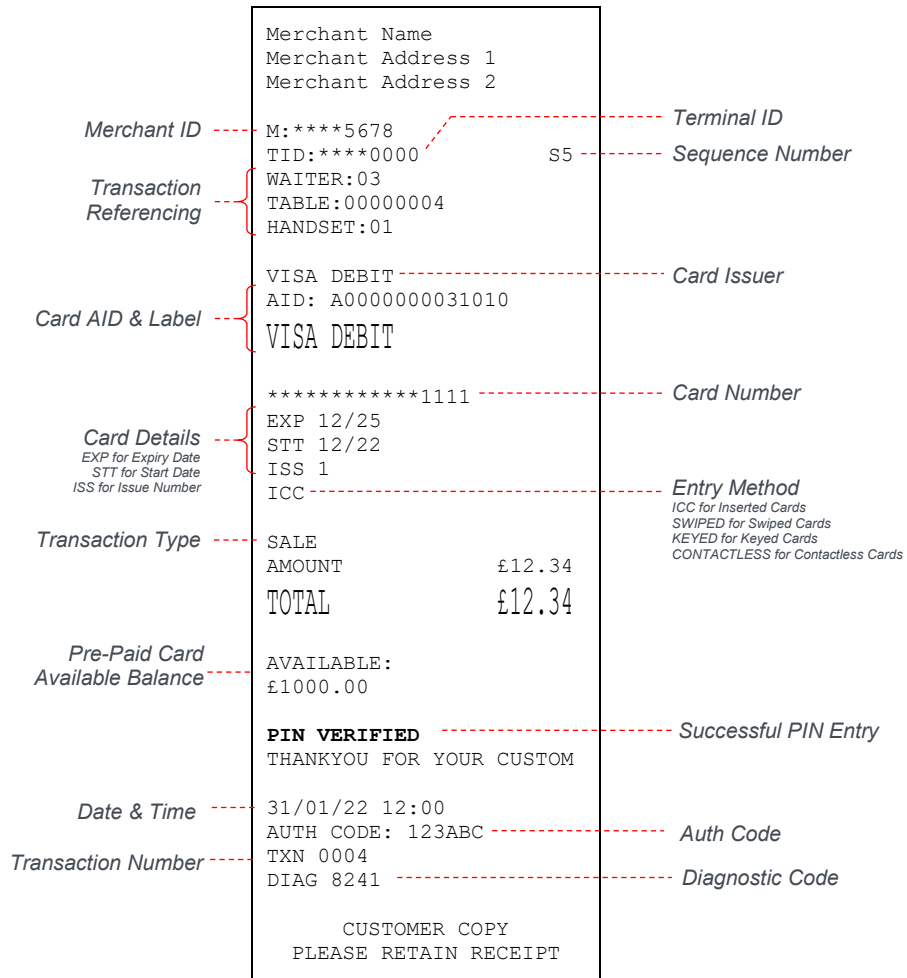 Merchant Name
Merchant Address 1
Merchant Address 2
Merchant ID
M:****5678
Terminal ID
TID:****0000 S5
Sequence Number
Transaction
Referencing
WAITER:03
TABLE:00000004
HANDSET:01
VISA DEBIT
Card Issuer
Card AID & Label
AID: A0000000031010
VISA DEBIT
************1111
Card Number
Card Details
EXP for Expiry Date
STT for Start Date
ISS for Issue Number
EXP 12/25
STT 12/22
ISS 1
ICC
Entry Method
ICC for Inserted Cards
SWIPED for Swiped Cards
KEYED for Keyed Cards
CONTACTLESS for Contactless Cards
Transaction Type
SALE
AMOUNT £12.34
TOTAL £12.34
Pre-Paid Card
Available Balance
AVAILABLE:
£1000.00
PIN VERIFIED
Successful PIN Entry
THANKYOU FOR YOUR CUSTOM
Date & Time
31/01/22 12:00
AUTH CODE: 123ABC
Auth Code
Transaction Number
TXN 0004
DIAG 8241
Diagnostic Code
CUSTOMER COPY
PLEASE RETAIN RECEIPT